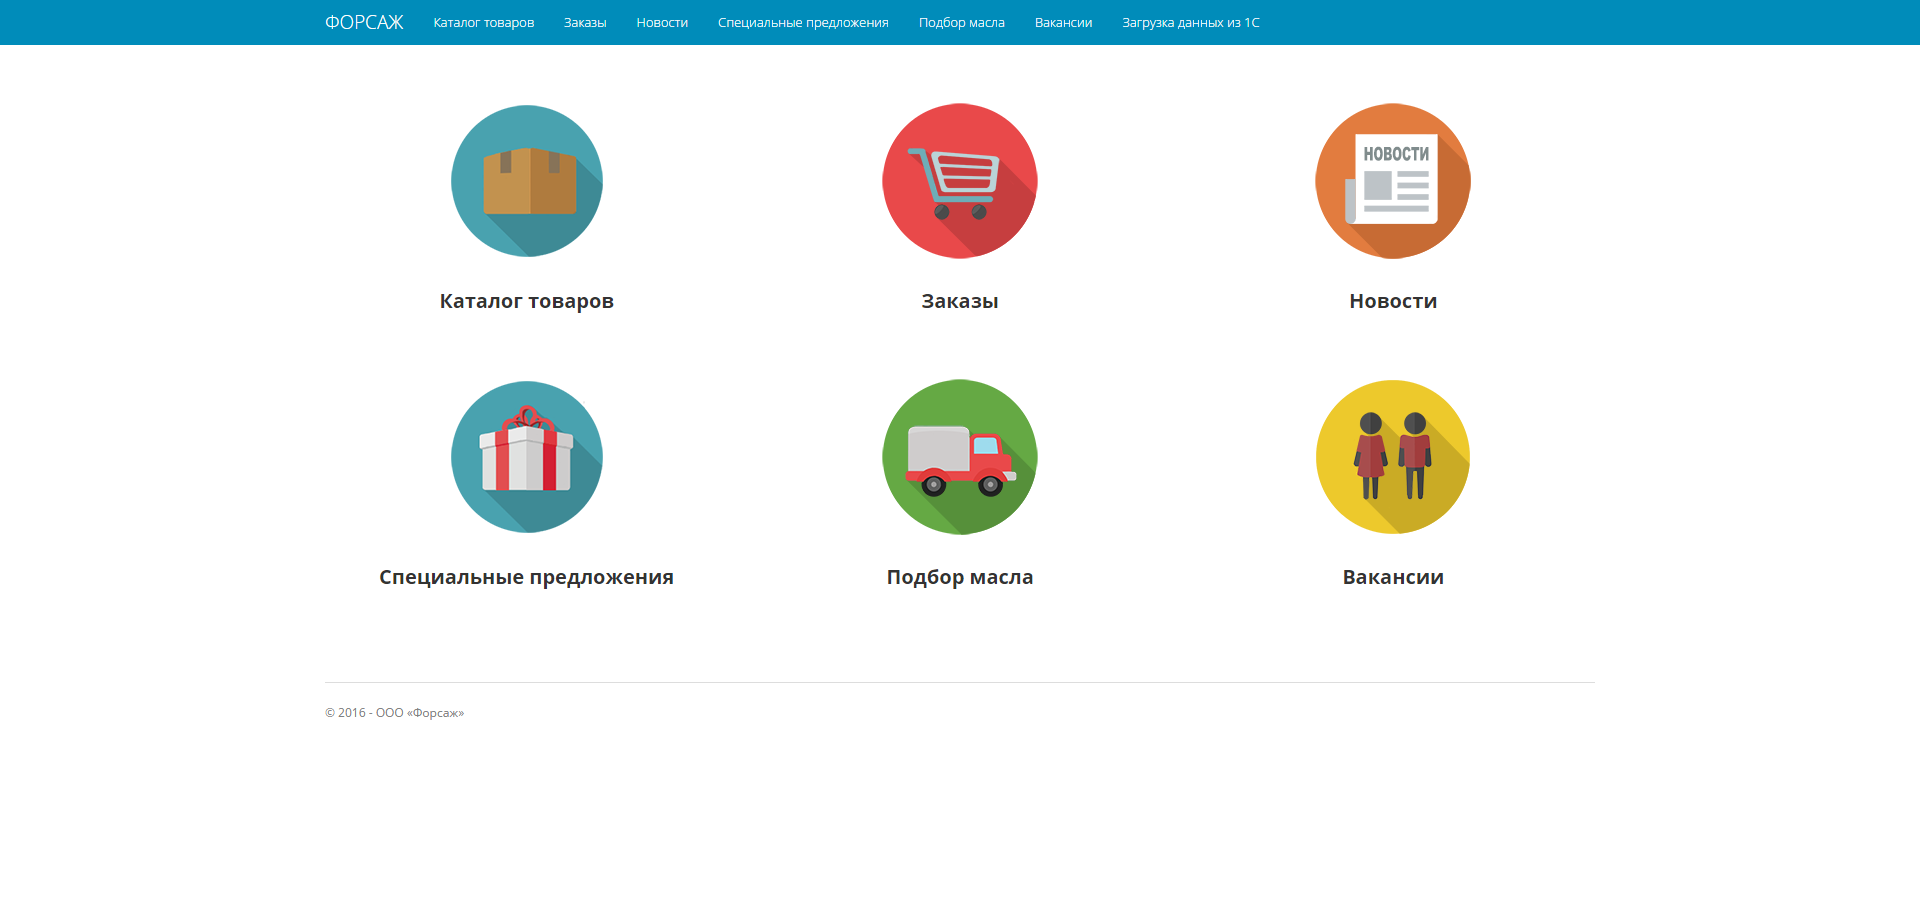 ФОРСАЖ Каталог товаров Заказы Новости Специальные предложения Подбор масла Вакансии Загрузка данных из 1С
НОВОСТИ
Каталог товаров Заказы Новости
Специальные предложения Подбор масла Вакансии
© 2016 - ООО «Форсаж»